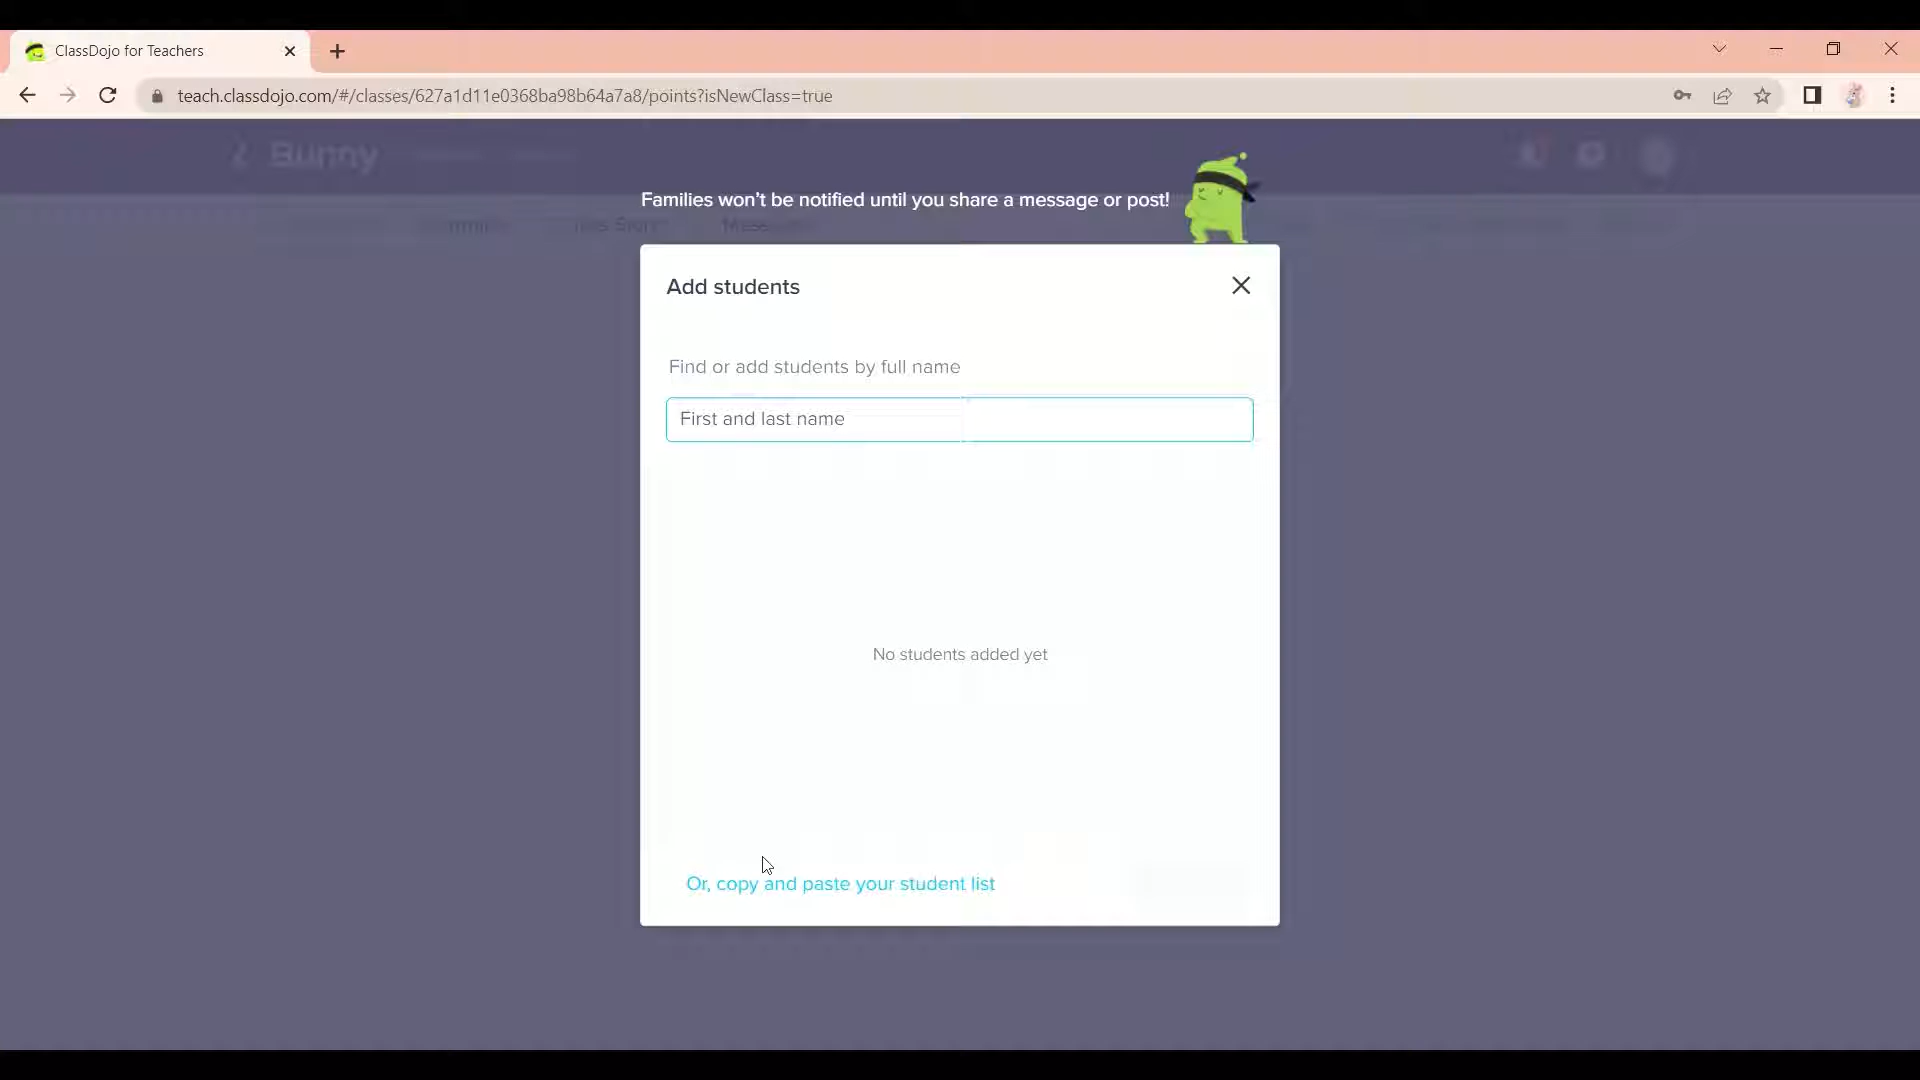 ClassDojo for Teachers
teach.classdojo.com/#/classes/627a1d11e0368ba98b64a7a8/points?isNewClass=true
Bunny
Families won't be notified until you share a message or post!
Add students
Find or add students by full name
First and last name
No students added yet
Or, copy and paste your student list